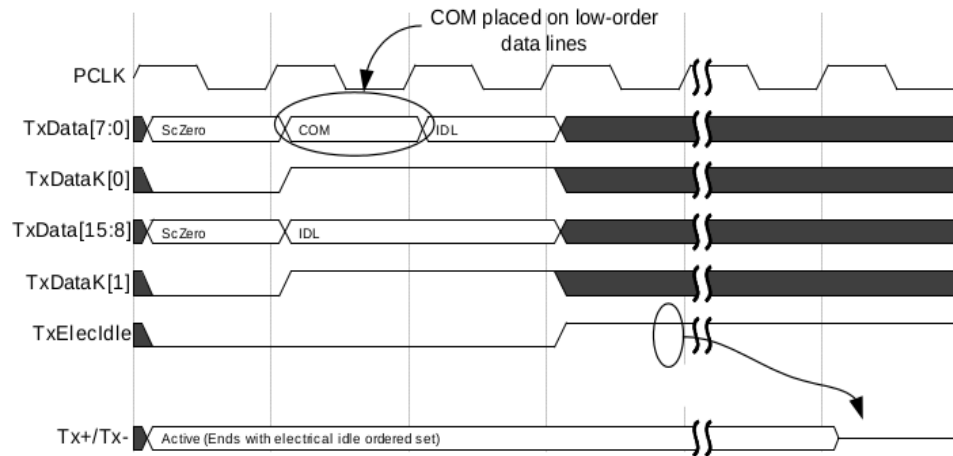 COM placed on low-order
data lines
PCLK
TxData[7:0]
ScZero
COM
IDL
TxDataK[0]
TxData[15:8]
ScZero
IDL
TxDataK[1]
TxElecIdle
Tx+/Tx-
Active (Ends with electrical idle ordered set)